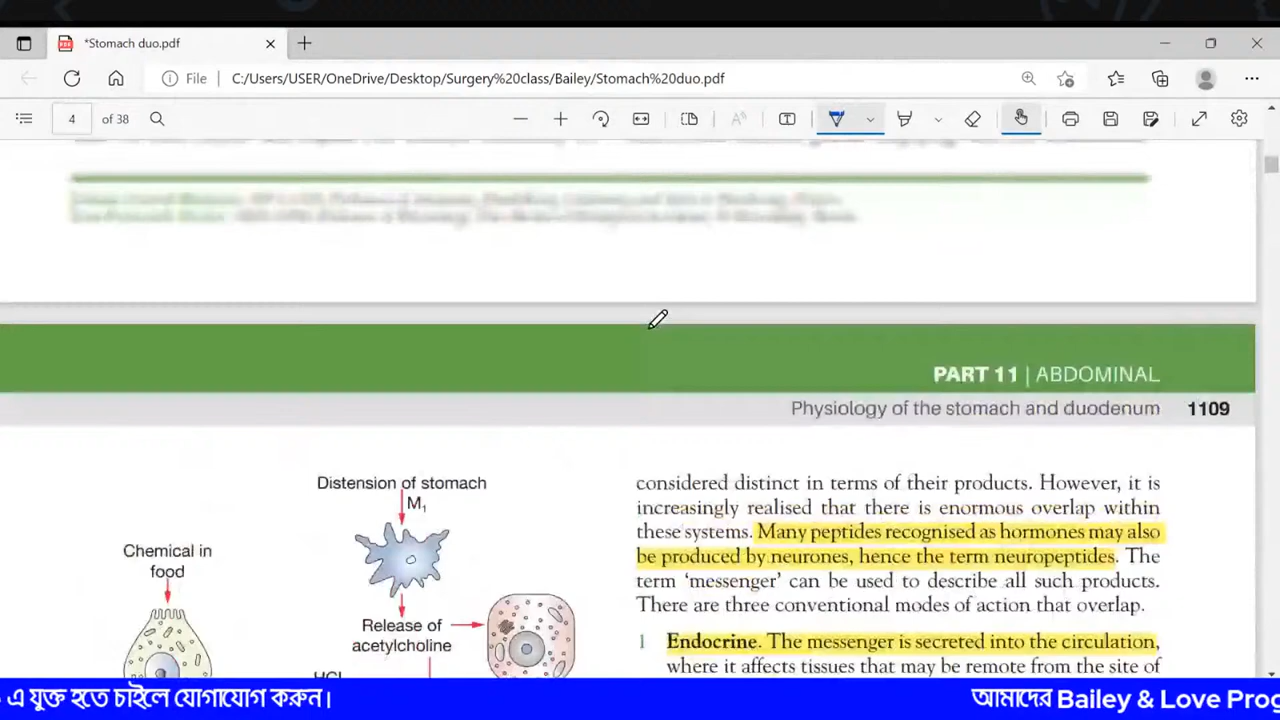 *Stomach duo.pdf
File
C:/Users/USER/OneDrive/Desktop/Surgery%20class/Bailey/Stomach%20duo.pdf
4 of 38
PART 11 | ABDOMINAL
Physiology of the stomach and duodenum 1109
Distension of stomach
M1
Chemical in
food
Release of
acetylcholine
HCl
considered distinct in terms of their products. However, it is
increasingly realised that there is enormous overlap within
these systems. Many peptides recognised as hormones may also
be produced by neurones, hence the term neuropeptides. The
term ‘messenger’ can be used to describe all such products.
There are three conventional modes of action that overlap.
1 Endocrine. The messenger is secreted into the circulation,
where it affects tissues that may be remote from the site of
এ যুক্ত হতে চাইলে যোগাযোগ করুন।
আমাদের Bailey & Love Prog